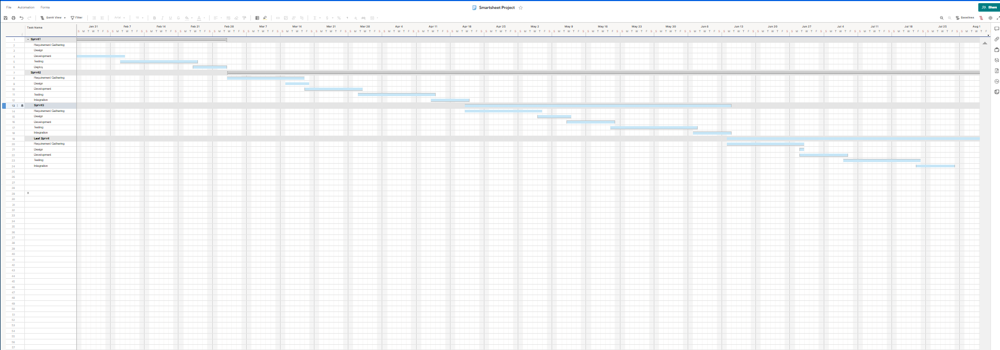 File Automation Forms
Smartsheet Project
Share
Gantt View Filter Arial 10 Baselines
Task Name
Jan 31 Feb 7 Feb 14 Feb 21 Feb 28 Mar 7 Mar 14 Mar 21 Mar 28 Apr 4 Apr 11 Apr 18 Apr 25 May 2 May 9 May 16 May 23 May 30 Jun 6 Jun 13 Jun 20 Jun 27 Jul 4 Jul 11 Jul 18 Jul 25 Aug 1
1 Sprint1
2 Requirement Gathering
3 Design
4 Development
5 Testing
6 Deploy
7 Sprint2
8 Requirement Gathering
9 Design
10 Development
11 Testing
12 Integration
13 Sprint3
14 Requirement Gathering
15 Design
16 Development
17 Testing
18 Integration
19 Last Sprint
20 Requirement Gathering
21 Design
22 Development
23 Testing
24 Integration
25
26
27
28
29
30
31
32
33
34
35
36
37
38
39
40
41
42
43
44
45
46
47
48
49
50
51
52
53
54
55
56
57